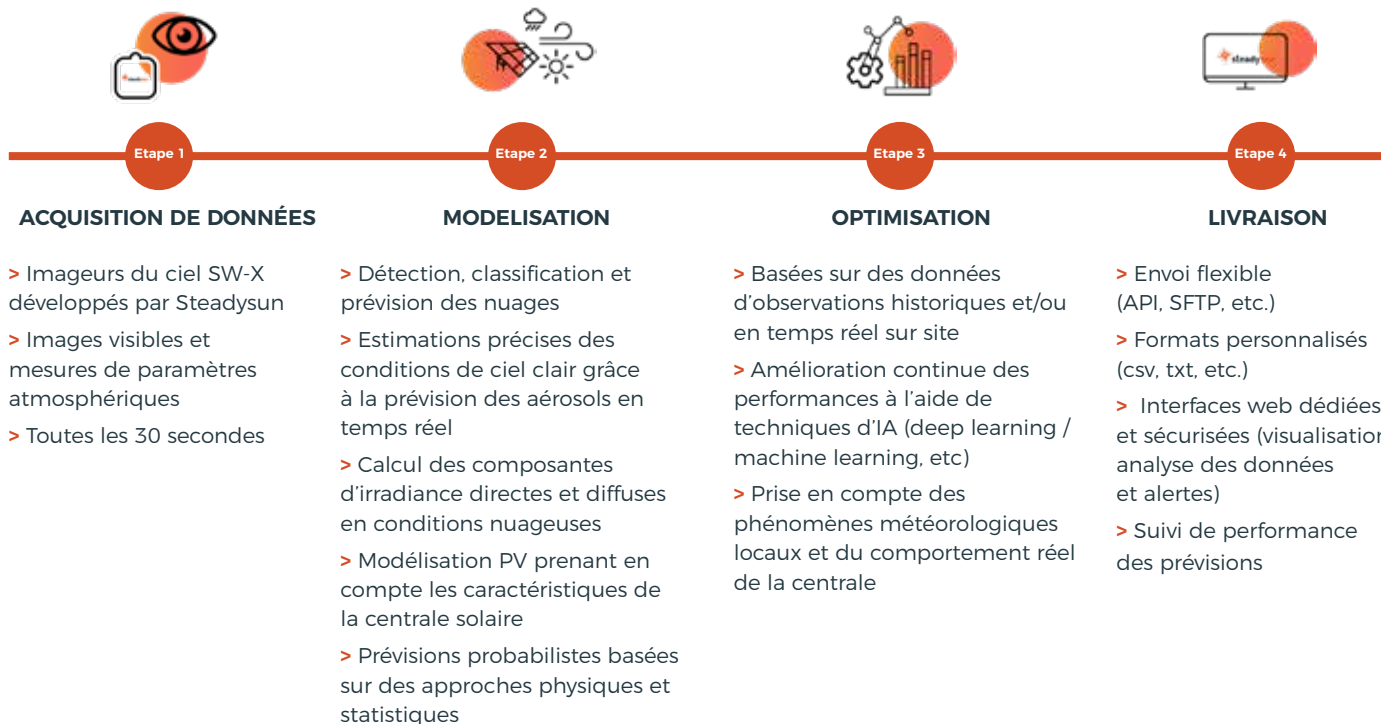 steady
Etape 1
Etape 2
Etape 3
Etape 4
ACQUISITION DE DONNÉES
> Imageurs du ciel SW-X
développés par Steadysun
> Images visibles et
mesures de paramètres
atmosphériques
> Toutes les 30 secondes
MODELISATION
> Détection, classification et
prévision des nuages
> Estimations précises des
conditions de ciel clair grâce
à la prévision des aérosols en
temps réel
> Calcul des composantes
d’irradiance directes et diffuses
en conditions nuageuses
> Modélisation PV prenant en
compte les caractéristiques de
la centrale solaire
> Prévisions probabilistes basées
sur des approches physiques et
statistiques
OPTIMISATION
> Basées sur des données
d’observations historiques et/ou
en temps réel sur site
> Amélioration continue des
performances à l’aide de
techniques d’IA (deep learning /
machine learning, etc)
> Prise en compte des
phénomènes météorologiques
locaux et du comportement réel
de la centrale
LIVRAISON
> Envoi flexible
(API, SFTP, etc.)
> Formats personnalisés
(csv, txt, etc.)
> Interfaces web dédiées
et sécurisées (visualisation
analyse des données
et alertes)
> Suivi de performance
des prévisions